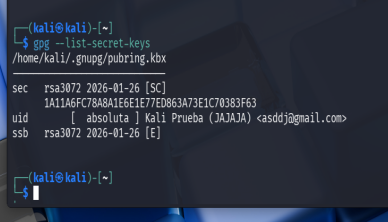 ┌──(kali㉿kali)-[~]
└─$ gpg --list-secret-keys
/home/kali/.gnupg/pubring.kbx
-----------------------------
sec   rsa3072 2026-01-26 [SC]
      1A11A6FC78A8A1E6E1E77ED863A73E1C70383F63
uid        [  absoluta ] Kali Prueba (JAJAJA) <asddj@gmail.com>
ssb   rsa3072 2026-01-26 [E]
┌──(kali㉿kali)-[~]
└─$